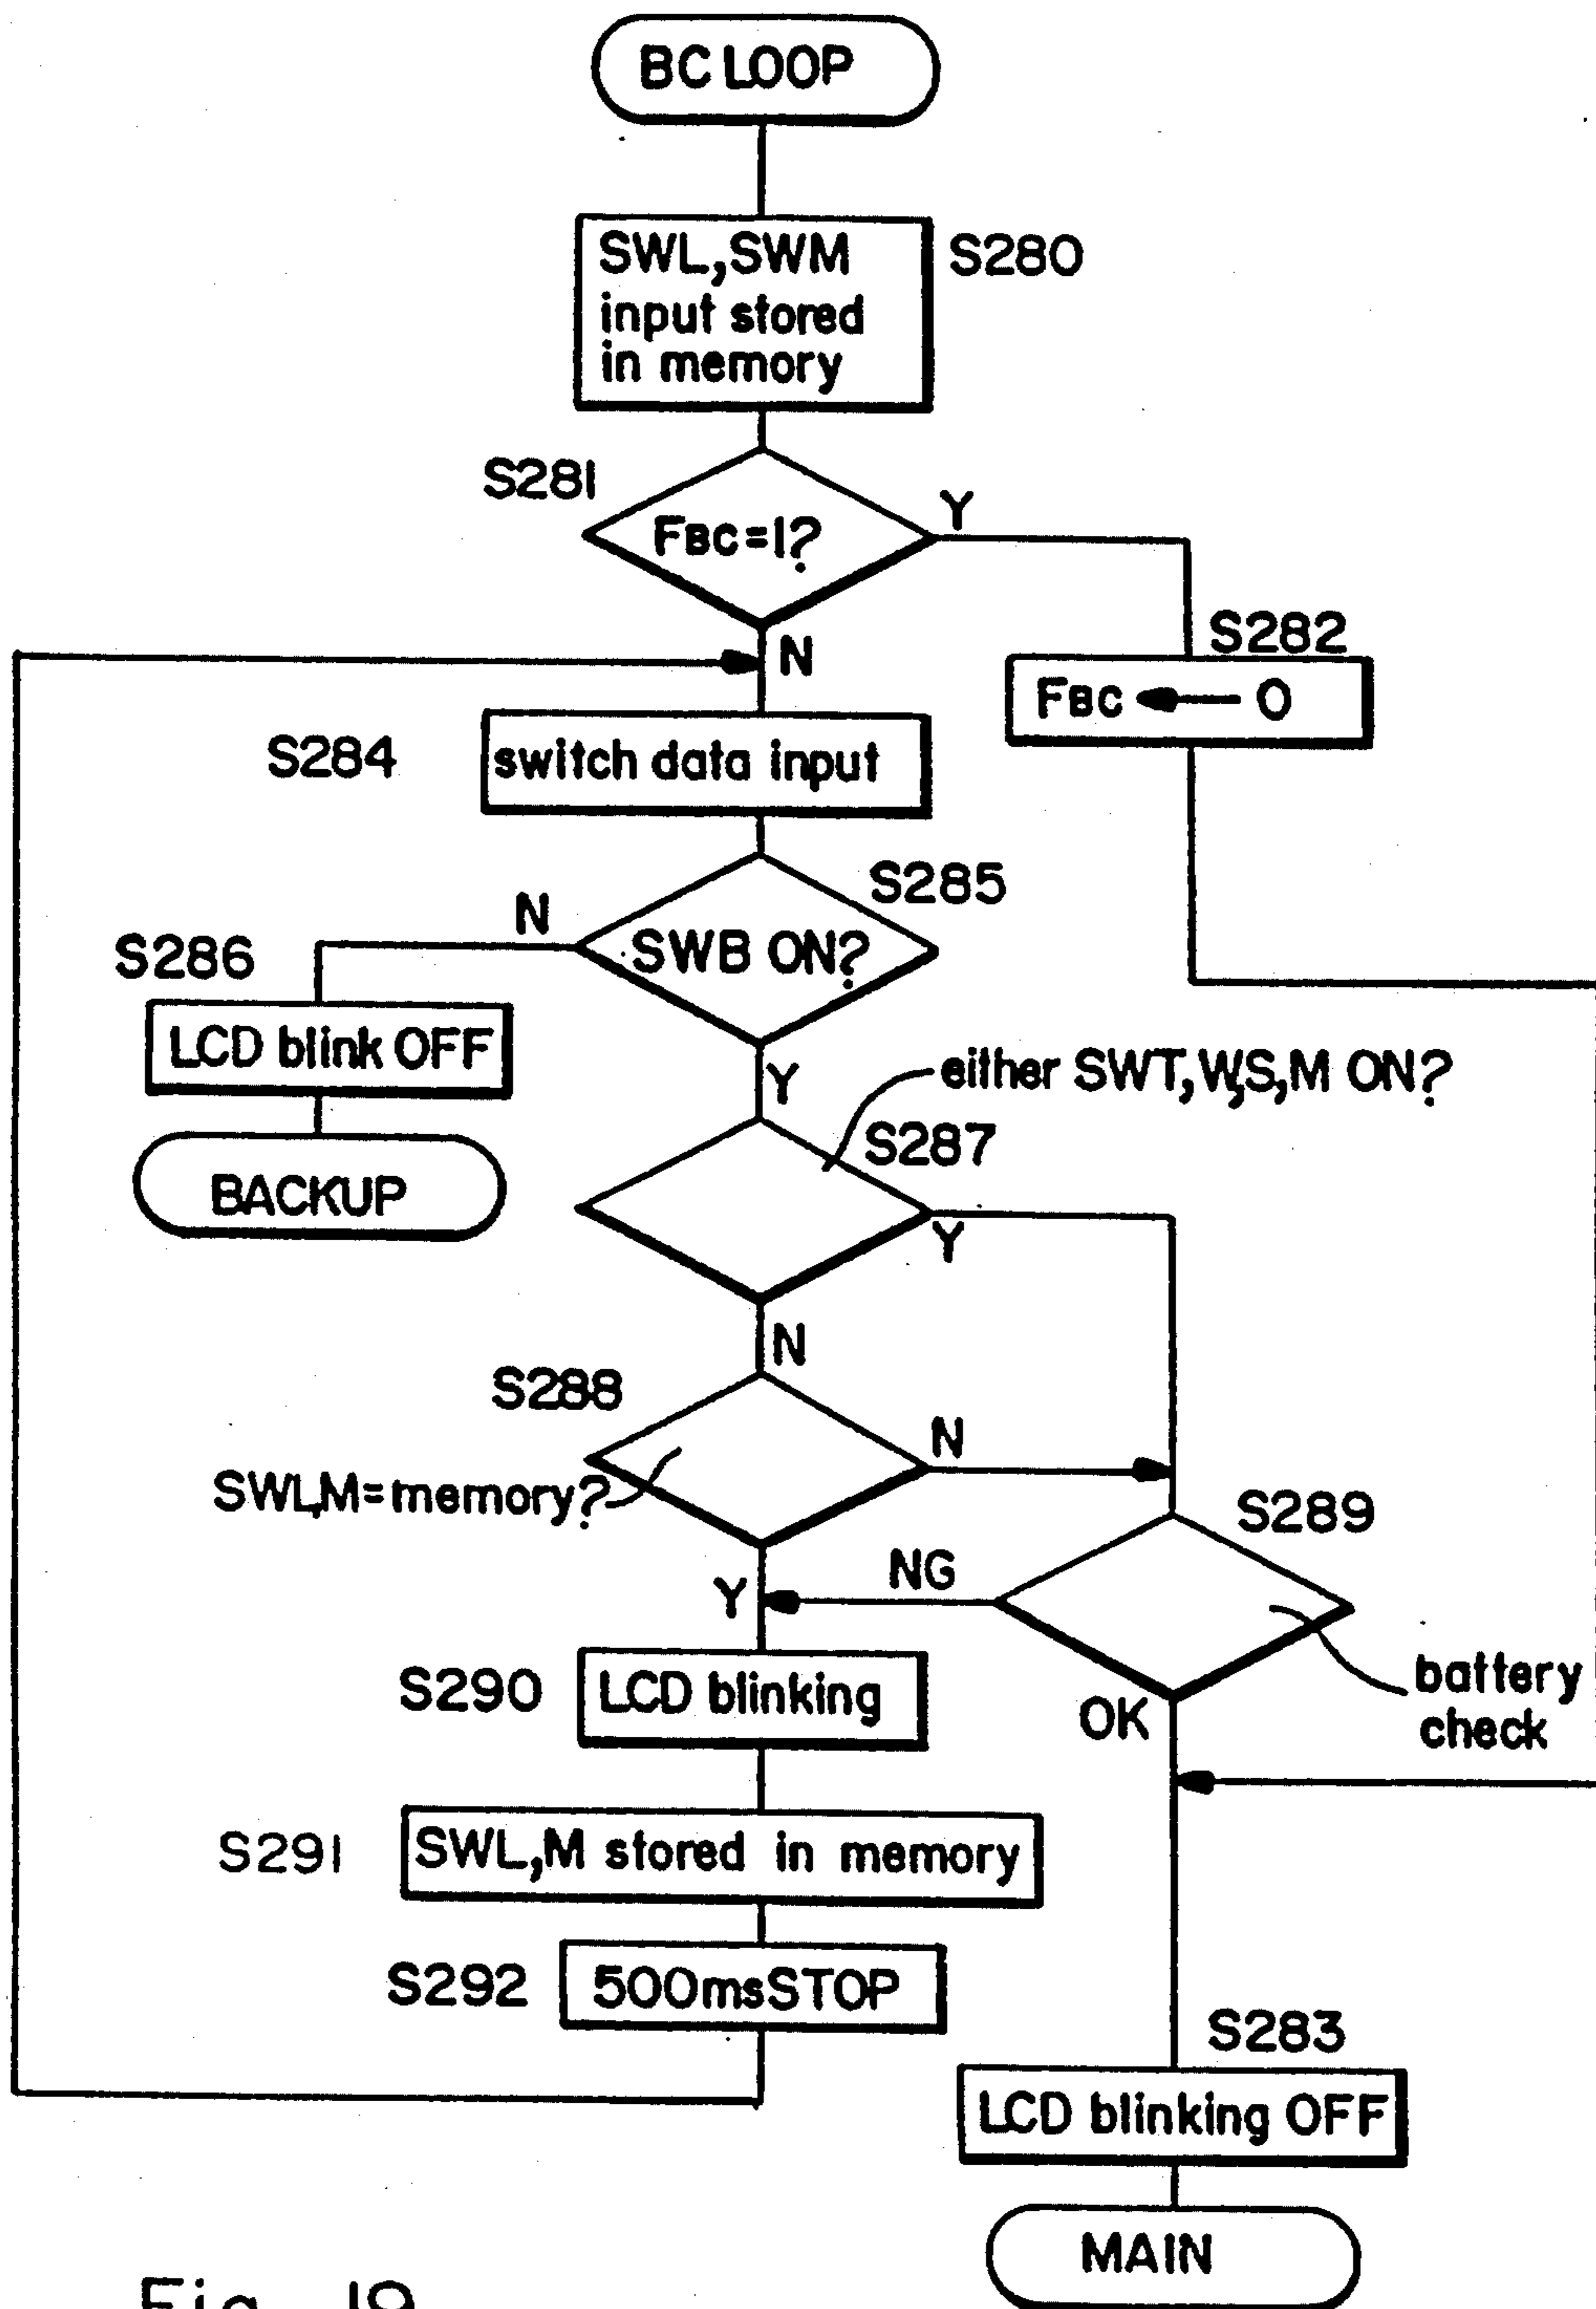 BC LOOP
SWL,SWM
input stored
in memory
S280
S281
FBC=1?
Y
N
S282
FBC ← 0
S284
switch data input
S285
SWB ON?
N
S286
LCD blink OFF
BACKUP
Y
either SWT,W,S,M ON?
S287
Y
N
S288
SWL,M=memory?
N
S289
NG
Y
battery
check
OK
S290
LCD blinking
S291
SWL,M stored in memory
S292
500msSTOP
S283
LCD blinking OFF
MAIN
Fig. 19